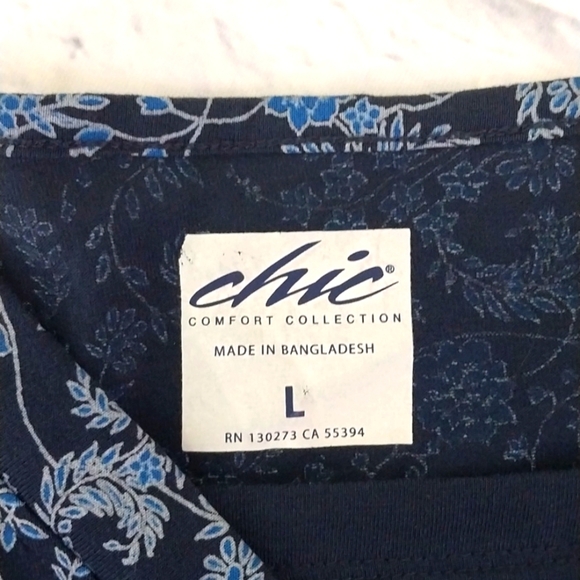 chic®
COMFORT COLLECTION
MADE IN BANGLADESH
L
RN 130273 CA 55394